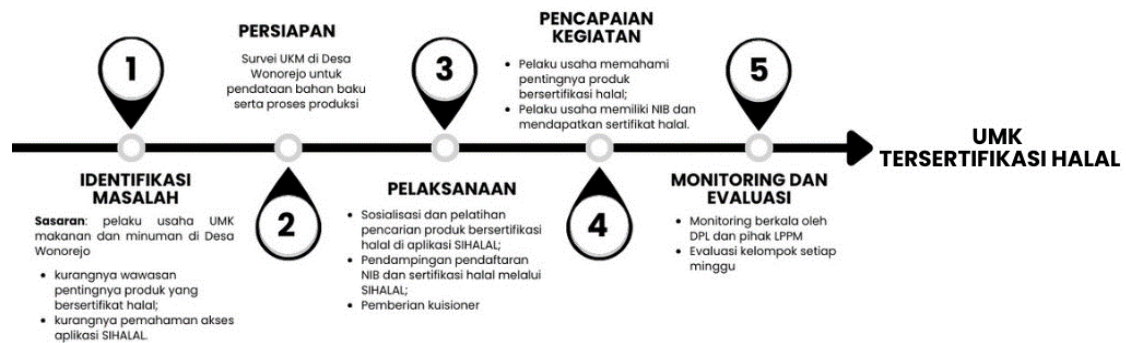 1
IDENTIFIKASI
MASALAH
Sasaran: pelaku usaha UMK
makanan dan minuman di Desa
Wonorejo
• kurangnya wawasan
pentingnya produk yang
bersertifikat halal;
• kurangnya pemahaman akses
aplikasi SIHALAL.
PERSIAPAN
Survei UKM di Desa
Wonorejo untuk
pendataan bahan baku
serta proses produksi
2
3
PELAKSANAAN
• Sosialisasi dan pelatihan
pencarian produk bersertifikasi
halal di aplikasi SIHALAL;
• Pendampingan pendaftaran
NIB dan sertifikasi halal melalui
SIHALAL;
• Pemberian kuisioner
PENCAPAIAN
KEGIATAN
• Pelaku usaha memahami
pentingnya produk
bersertifikasi halal;
• Pelaku usaha memiliki NIB dan
mendapatkan sertifikat halal.
4
5
MONITORING DAN
EVALUASI
• Monitoring berkala oleh
DPL dan pihak LPPM
• Evaluasi kelompok setiap
minggu
UMK
TERSERTIFIKASI HALAL